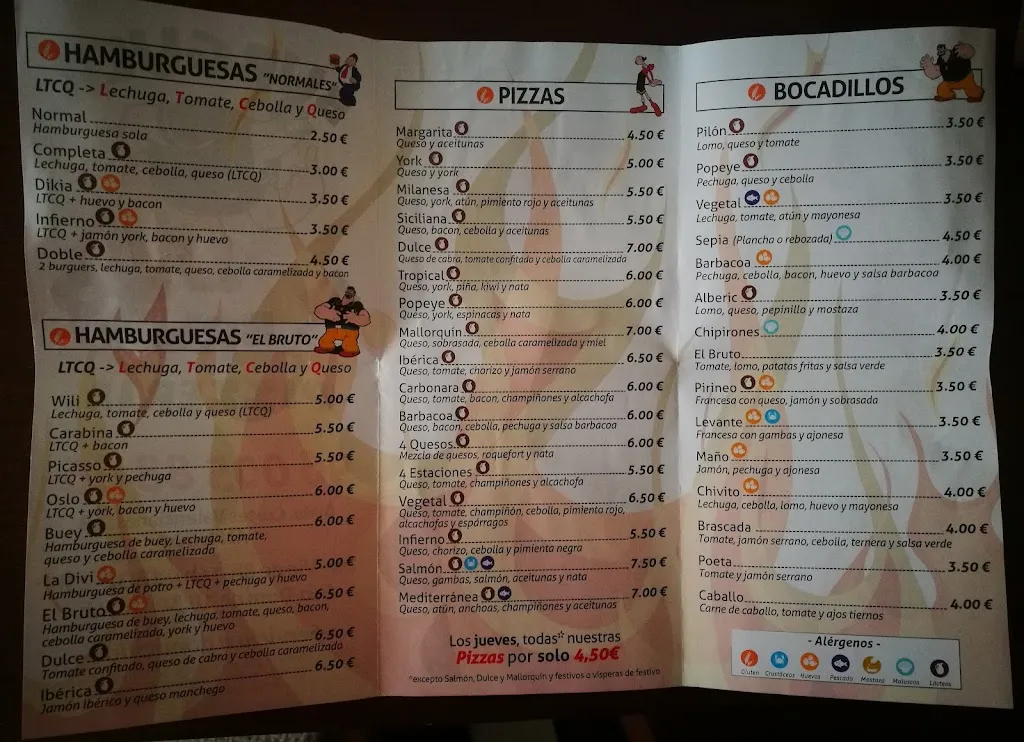 HAMBURGUESAS "NORMALES"
LTCQ -> Lechuga, Tomate, Cebolla y Queso
Normal 2.50 €
Hamburguesa sola
Completa 3.00 €
Lechuga, tomate, cebolla, queso (LTCQ)
Dikia 3.50 €
LTCQ + huevo y bacon
Infierno 3.50 €
LTCQ + jamón york, bacon y huevo
Doble 4.50 €
2 burguers, lechuga, tomate, queso, cebolla caramelizada y bacon
HAMBURGUESAS "EL BRUTO"
LTCQ -> Lechuga, Tomate, Cebolla y Queso
Wili 5.00 €
Lechuga, tomate, cebolla y queso (LTCQ)
Carabina 5.50 €
LTCQ + bacon
Picasso 5.50 €
LTCQ + york y pechuga
Oslo 6.00 €
LTCQ + york, bacon y huevo
Buey 6.00 €
Hamburguesa de buey, Lechuga, tomate,
queso y cebolla caramelizada
La Divi 5.00 €
Hamburguesa de potro + LTCQ + pechuga y huevo
El Bruto 6.50 €
Hamburguesa de buey, lechuga, tomate, queso, bacon,
cebolla caramelizada, york y huevo
Dulce 6.50 €
Tomate confitado, queso de cabra y cebolla caramelizada
Ibérica 6.50 €
Jamón Ibérico y queso manchego
PIZZAS
Margarita 4.50 €
Queso y aceitunas
York 5.00 €
Queso y york
Milanesa 5.50 €
Queso, york, atún, pimiento rojo y aceitunas
Siciliana 5.50 €
Queso, bacon, cebolla y aceitunas
Dulce 7.00 €
Queso de cabra, tomate confitado y cebolla caramelizada
Tropical 6.00 €
Queso, york, piña, kiwi y nata
Popeye 6.00 €
Queso, york, espinacas y nata
Mallorquín 7.00 €
Queso, sobrasada, cebolla caramelizada y miel
Ibérica 6.50 €
Queso, tomate, chorizo y jamón serrano
Carbonara 6.00 €
Queso, tomate, bacon, champiñones y alcachofa
Barbacoa 6.00 €
Queso, bacon, cebolla, pechuga y salsa barbacoa
4 Quesos 6.00 €
Mezcla de quesos, roquefort y nata
4 Estaciones 5.50 €
Queso, tomate, champiñones y alcachofa
Vegetal 6.50 €
Queso, tomate, champiñón, cebolla, pimiento rojo,
alcachofas y espárragos
Infierno 5.50 €
Queso, chorizo, cebolla y pimienta negra
Salmón 7.50 €
Queso, gambas, salmón, aceitunas y nata
Mediterránea 7.00 €
Queso, atún, anchoas, champiñones y aceitunas
Los jueves, todas* nuestras
Pizzas por solo 4,50€
*excepto Salmón, Dulce y Mallorquín y festivos o vísperas de festivo
BOCADILLOS
Pilón 3.50 €
Lomo, queso y tomate
Popeye 3.50 €
Pechuga, queso y cebolla
Vegetal 3.50 €
Lechuga, tomate, atún y mayonesa
Sepia (Plancha o rebozada) 4.50 €
Barbacoa 4.00 €
Pechuga, cebolla, bacon, huevo y salsa barbacoa
Alberic 3.50 €
Lomo, queso, pepinillo y mostaza
Chipirones 4.00 €
El Bruto 3.50 €
Tomate, lomo, patatas fritas y salsa verde
Pirineo 3.50 €
Francesa con queso, jamón y sobrasada
Levante 3.50 €
Francesa con gambas y ajonesa
Maño 3.50 €
Jamón, pechuga y ajonesa
Chivito 4.00 €
Lechuga, cebolla, lomo, huevo y mayonesa
Brascada 4.00 €
Tomate, jamón serrano, cebolla, ternera y salsa verde
Poeta 3.50 €
Tomate y jamón serrano
Caballo 4.00 €
Carne de caballo, tomate y ajos tiernos
- Alérgenos -
Gluten Crustáceos Huevos Pescado Mostaza Moluscos Lácteos